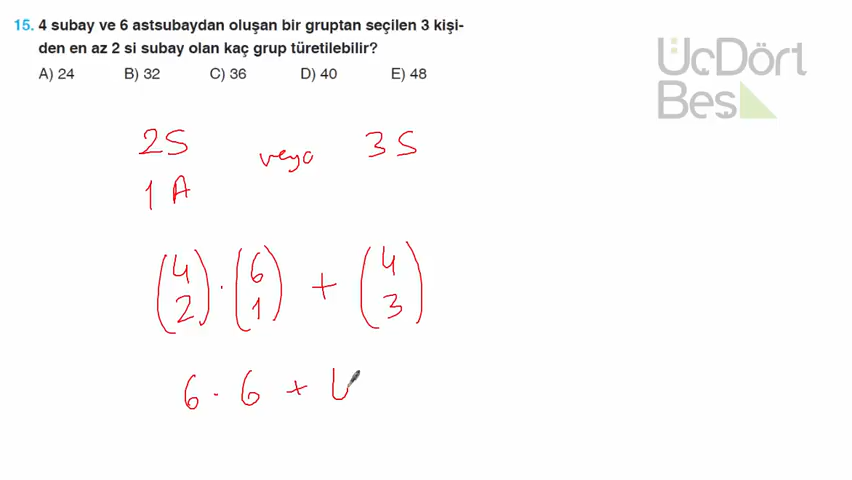 15. 4 subay ve 6 astsubaydan oluşan bir gruptan seçilen 3 kişi-
den en az 2 si subay olan kaç grup türetilebilir?
A) 24 B) 32 C) 36 D) 40 E) 48
ÜçDört
Beş
2S veya 3S
1A
(4 2) · (6 1) + (4 3)
6 · 6 +